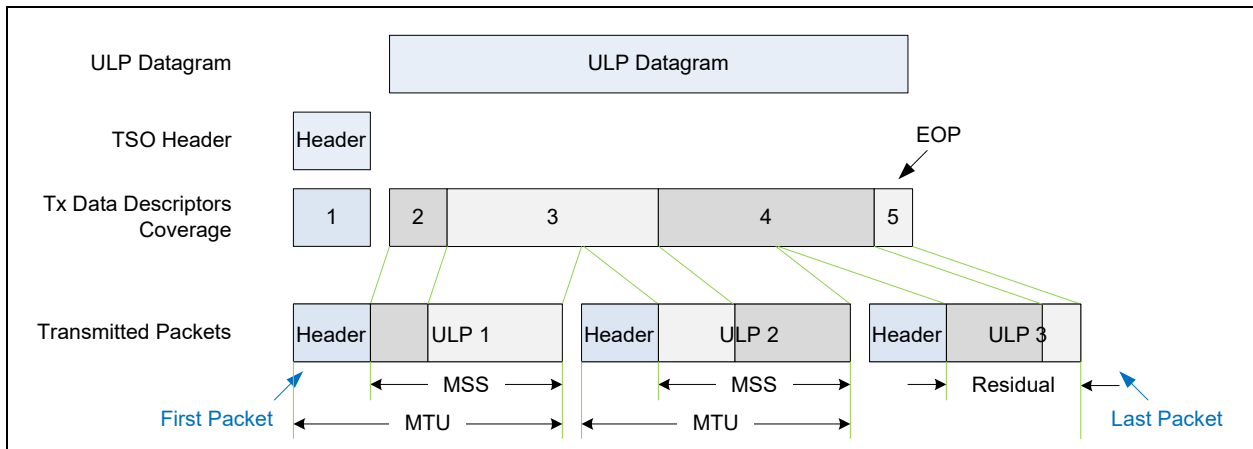 ULP Datagram
ULP Datagram
TSO Header
Header
EOP
Tx Data Descriptors
Coverage
1
2
3
4
5
Transmitted Packets
Header
ULP 1
Header
ULP 2
Header
ULP 3
MSS
MSS
Residual
First Packet
MTU
MTU
Last Packet